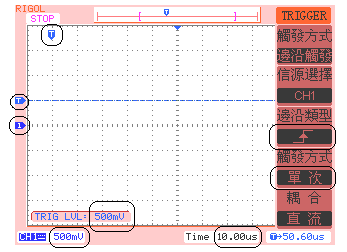 RIGOL
STOP
T
TRIGGER
觸發方式
邊沿觸發
信源選擇
CH1
邊沿類型
觸發方式
單次
耦合
直流
T
1
TRIG LVL: 500mV
CH1 500mV
Time 10.00us
T→50.60us